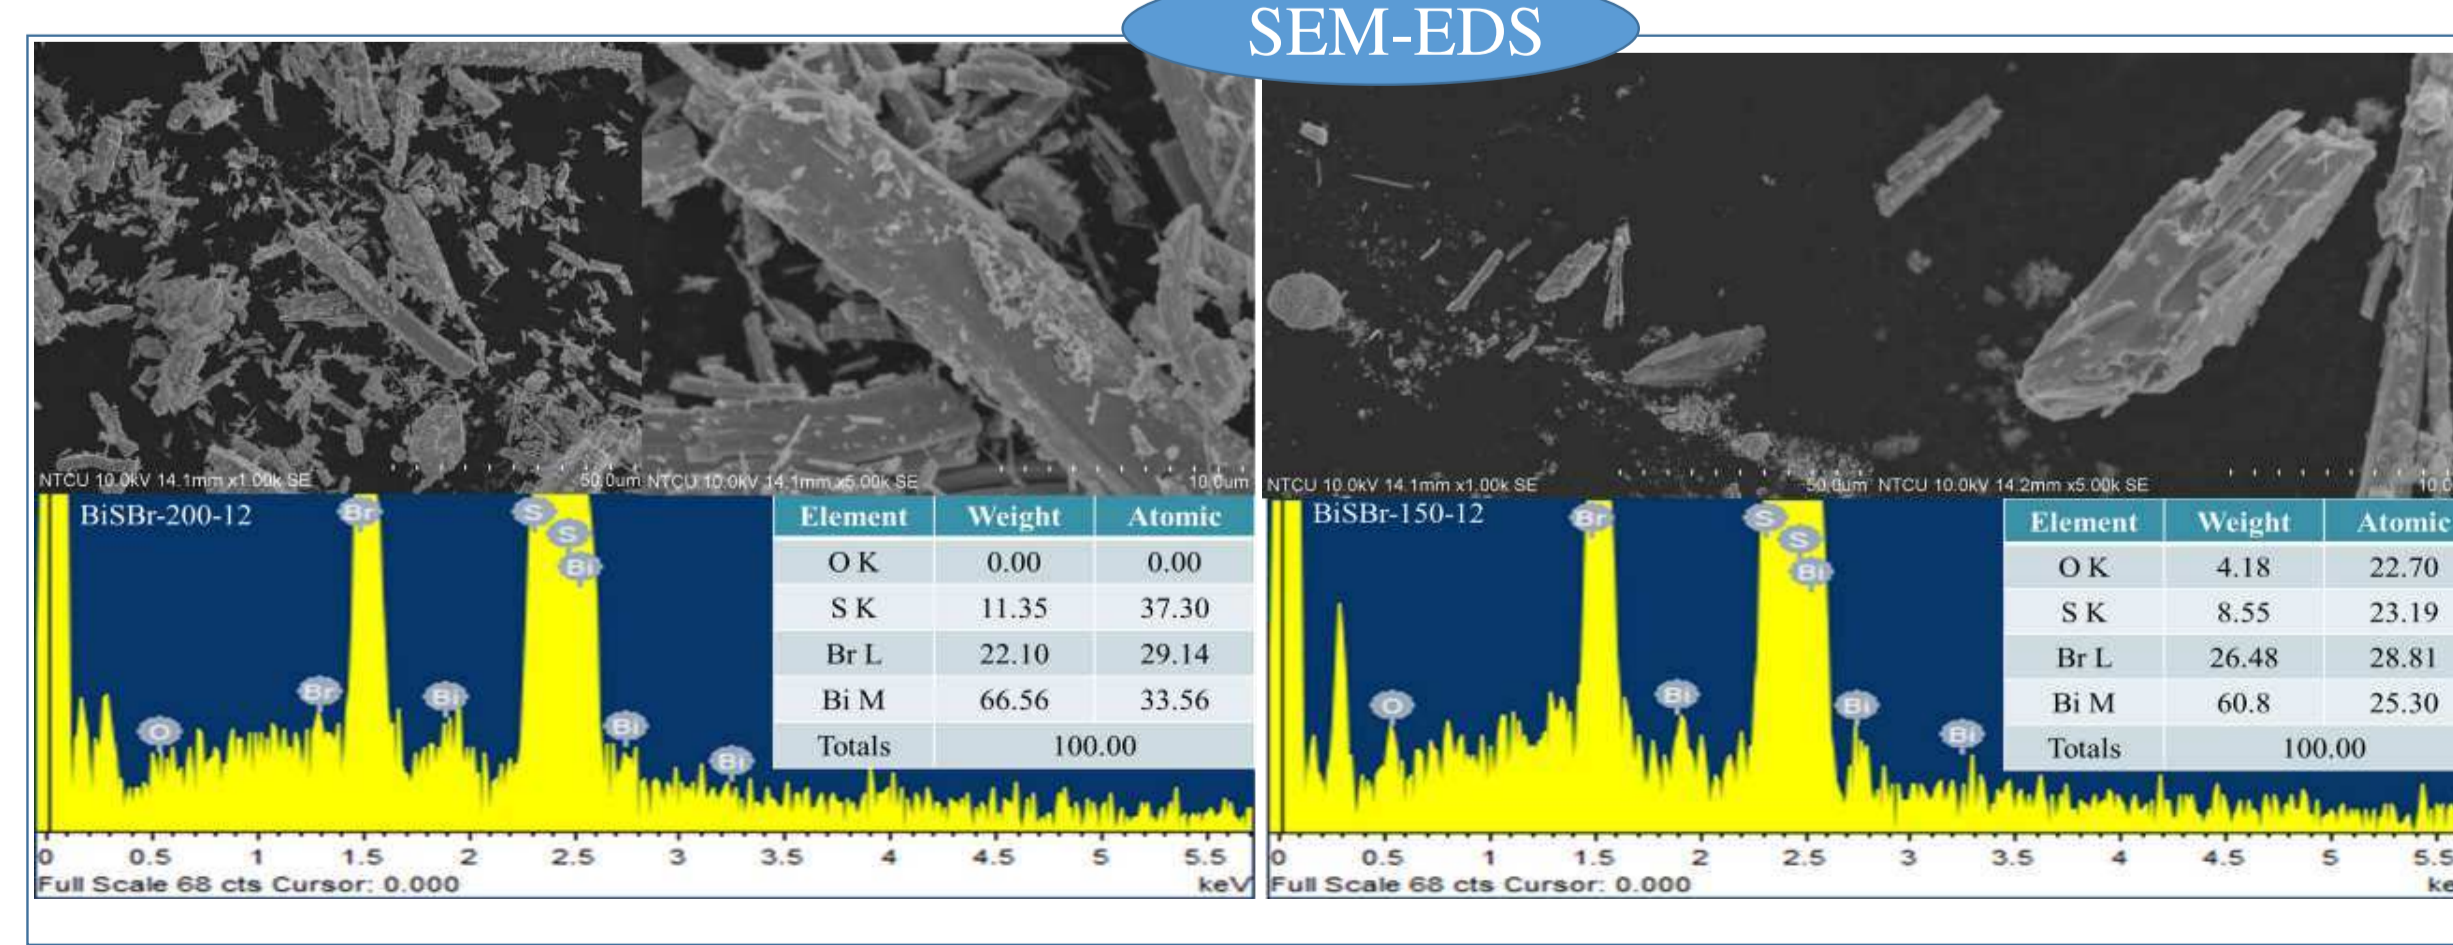 SEM-EDS
NTCU 10.0kV 14.1mm x1.00k SE
50.0um
NTCU 10.0kV 14.1mm x5.00k SE
10.0um
NTCU 10.0kV 14.1mm x1.00k SE
50.0um
NTCU 10.0kV 14.2mm x5.00k SE
10.0
BiSBr-200-12
Br
S
S
Bi
O
Br
Bi
Bi
Bi
Element Weight Atomic
O K 0.00 0.00
S K 11.35 37.30
Br L 22.10 29.14
Bi M 66.56 33.56
Totals 100.00
0 0.5 1 1.5 2 2.5 3 3.5 4 4.5 5 5.5
Full Scale 68 cts Cursor: 0.000 keV
BiSBr-150-12
Br
S
S
Bi
O
Bi
Bi
Bi
Element Weight Atomic
O K 4.18 22.70
S K 8.55 23.19
Br L 26.48 28.81
Bi M 60.8 25.30
Totals 100.00
0 0.5 1 1.5 2 2.5 3 3.5 4 4.5 5 5.5
Full Scale 68 cts Cursor: 0.000 ke